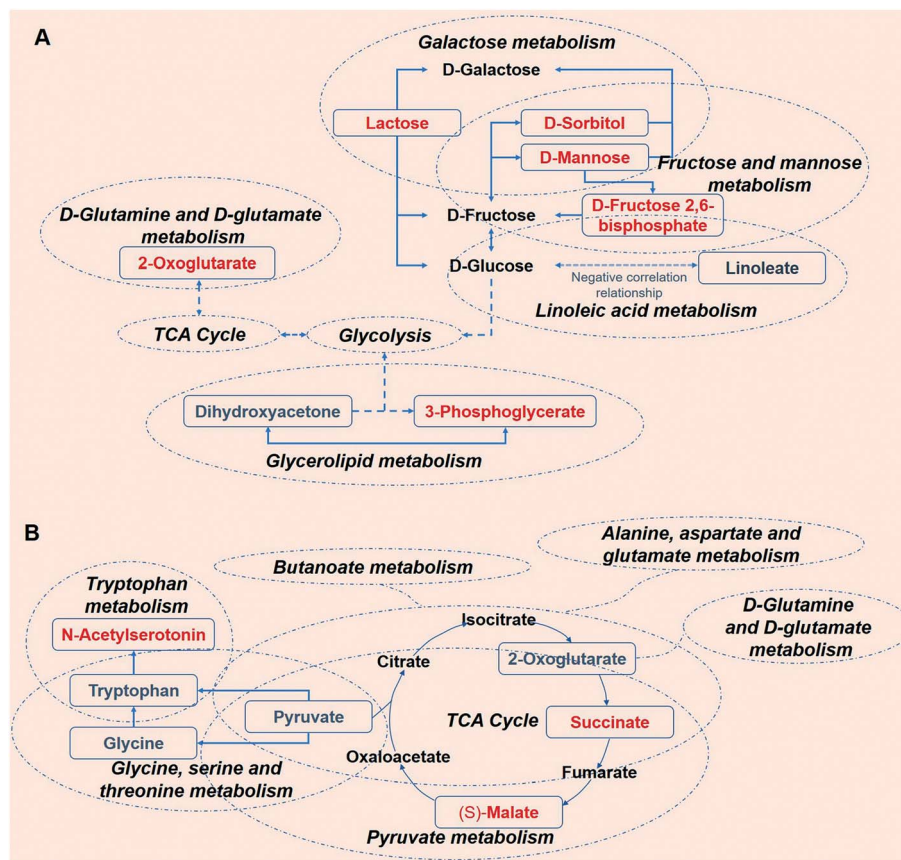 A
Galactose metabolism
D-Galactose
Lactose
D-Sorbitol
D-Mannose
Fructose and mannose
metabolism
D-Glutamine and D-glutamate
metabolism
D-Fructose
D-Fructose 2,6-
bisphosphate
2-Oxoglutarate
D-Glucose
Negative correlation
relationship
Linoleate
Linoleic acid metabolism
TCA Cycle
Glycolysis
Dihydroxyacetone
3-Phosphoglycerate
Glycerolipid metabolism
B
Alanine, aspartate and
glutamate metabolism
Butanoate metabolism
Tryptophan
metabolism
D-Glutamine
and D-glutamate
metabolism
N-Acetylserotonin
Isocitrate
Citrate
2-Oxoglutarate
Tryptophan
Pyruvate
TCA Cycle
Succinate
Glycine
Oxaloacetate
Glycine, serine and
threonine metabolism
Fumarate
(S)-Malate
Pyruvate metabolism